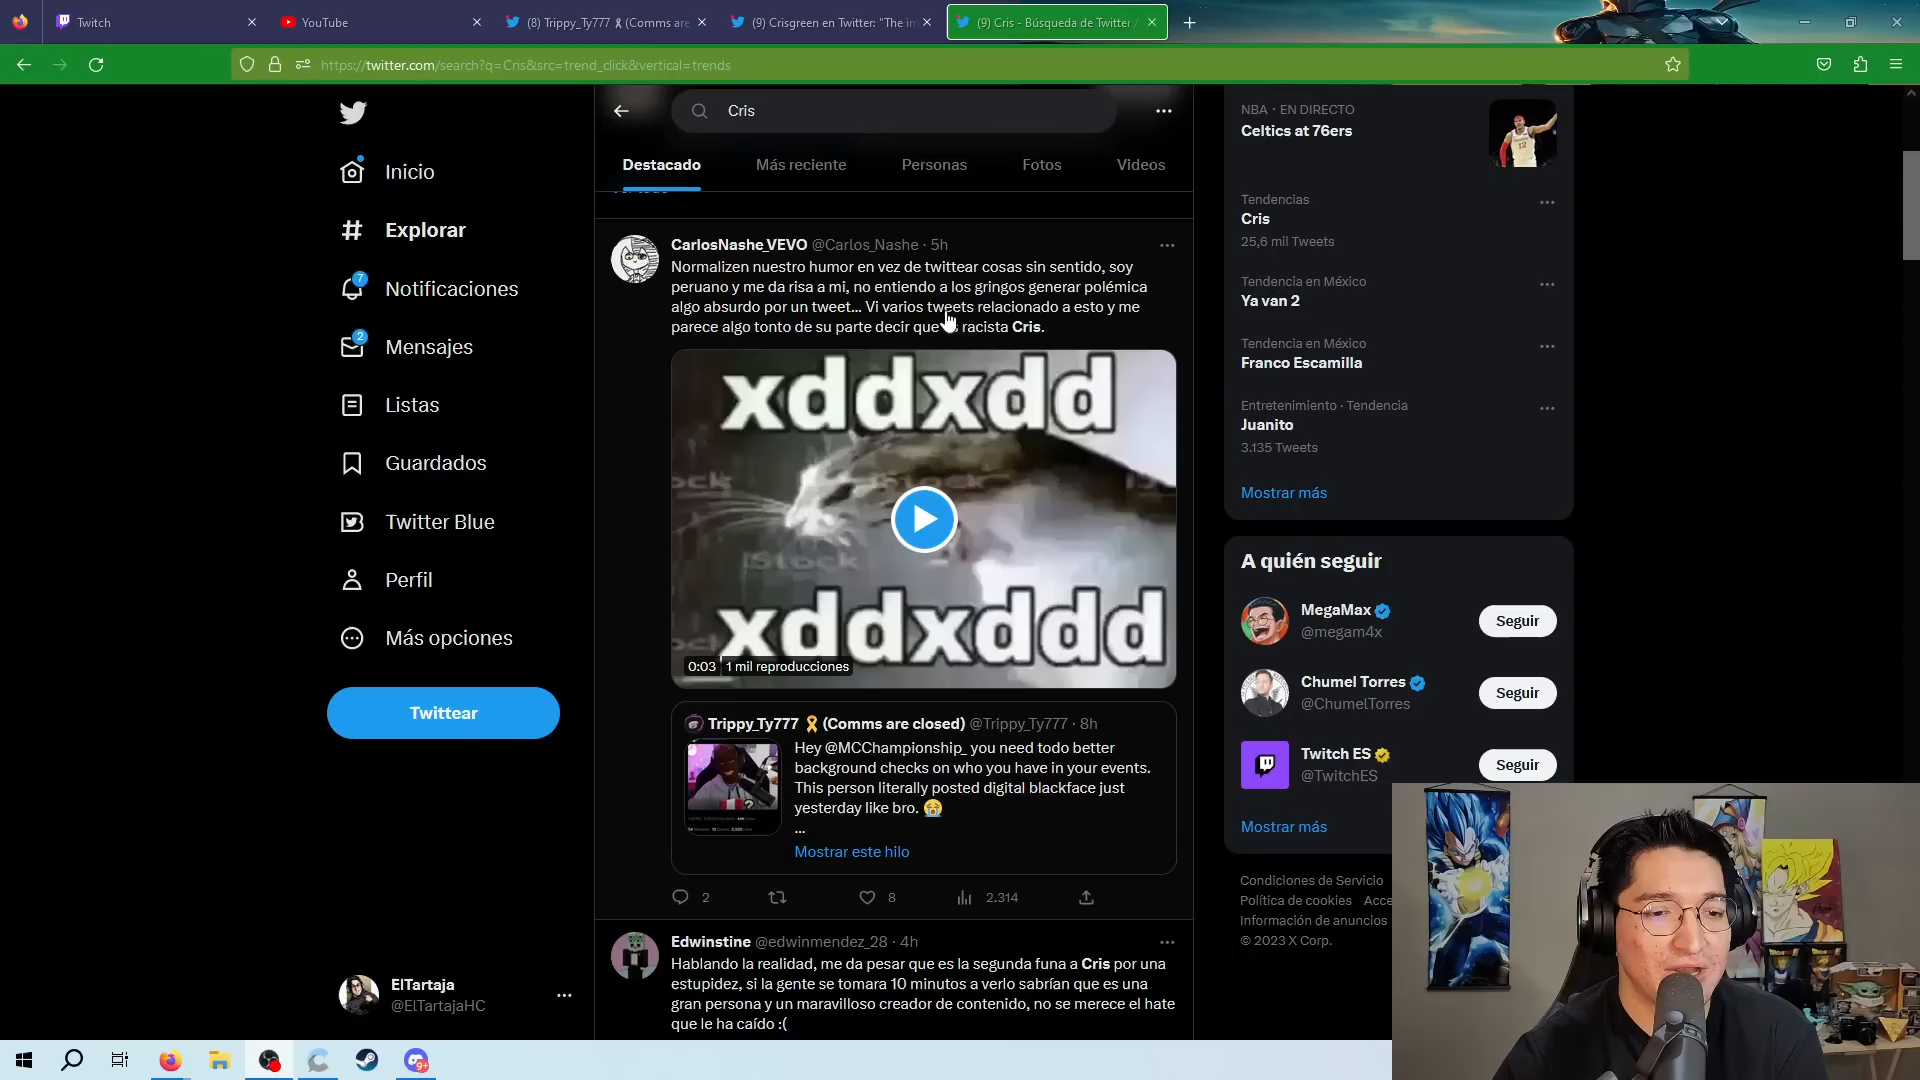 Twitch
YouTube
(8) Trippy_Ty777 🎗 (Comms are
(9) Crisgreen en Twitter: "The im
(9) Cris - Búsqueda de Twitter /
https://twitter.com/search?q=Cris&src=trend_click&vertical=trends
Cris
Destacado
Más reciente
Personas
Fotos
Videos
Inicio
Explorar
7
Notificaciones
2
Mensajes
Listas
Guardados
Twitter Blue
Perfil
Más opciones
Twittear
ElTartaja
@ElTartajaHC
CarlosNashe_VEVO @Carlos_Nashe · 5h
Normalizen nuestro humor en vez de twittear cosas sin sentido, soy
peruano y me da risa a mi, no entiendo a los gringos generar polémica
algo absurdo por un tweet... Vi varios tweets relacionado a esto y me
parece algo tonto de su parte decir que racista Cris.
xddxdd
iStock
xddxddd
0:03 1 mil reproducciones
Trippy_Ty777 🎗 (Comms are closed) @Trippy_Ty777 · 8h
Hey @MCChampionship_ you need todo better
background checks on who you have in your events.
This person literally posted digital blackface just
yesterday like bro. 😭
...
Mostrar este hilo
2
8
2.314
Edwinstine @edwinmendez_28 · 4h
Hablando la realidad, me da pesar que es la segunda funa a Cris por una
estupidez, si la gente se tomara 10 minutos a verlo sabrían que es una
gran persona y un maravilloso creador de contenido, no se merece el hate
que le ha caído :(
NBA · EN DIRECTO
Celtics at 76ers
Tendencias
Cris
25,6 mil Tweets
Tendencia en México
Ya van 2
Tendencia en México
Franco Escamilla
Entretenimiento · Tendencia
Juanito
3.135 Tweets
Mostrar más
A quién seguir
MegaMax
@megam4x
Seguir
Chumel Torres
@ChumelTorres
Seguir
Twitch ES
@TwitchES
Seguir
Mostrar más
Condiciones de Servicio
Política de cookies Acce
Información de anuncios
© 2023 X Corp.
9+